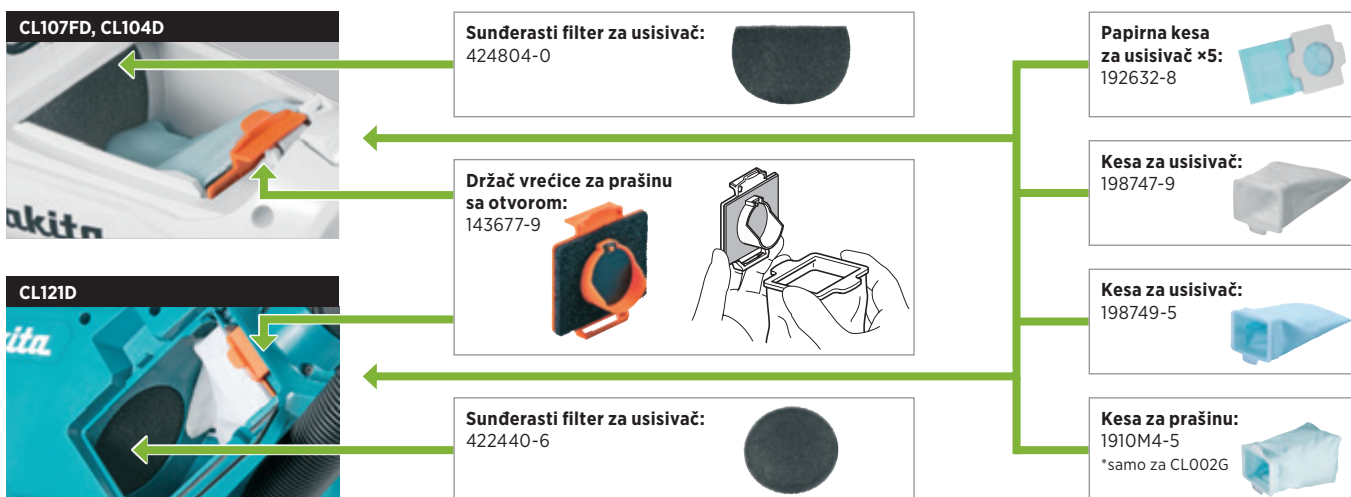 CL107FD, CL104D
akita
Sunđerasti filter za usisivač:
424804-0
Držač vrećice za prašinu
sa otvorom:
143677-9
CL121D
ita
Sunđerasti filter za usisivač:
422440-6
Papirna kesa
za usisivač ×5:
192632-8
Kesa za usisivač:
198747-9
Kesa za usisivač:
198749-5
Kesa za prašinu:
1910M4-5
*samo za CL002G